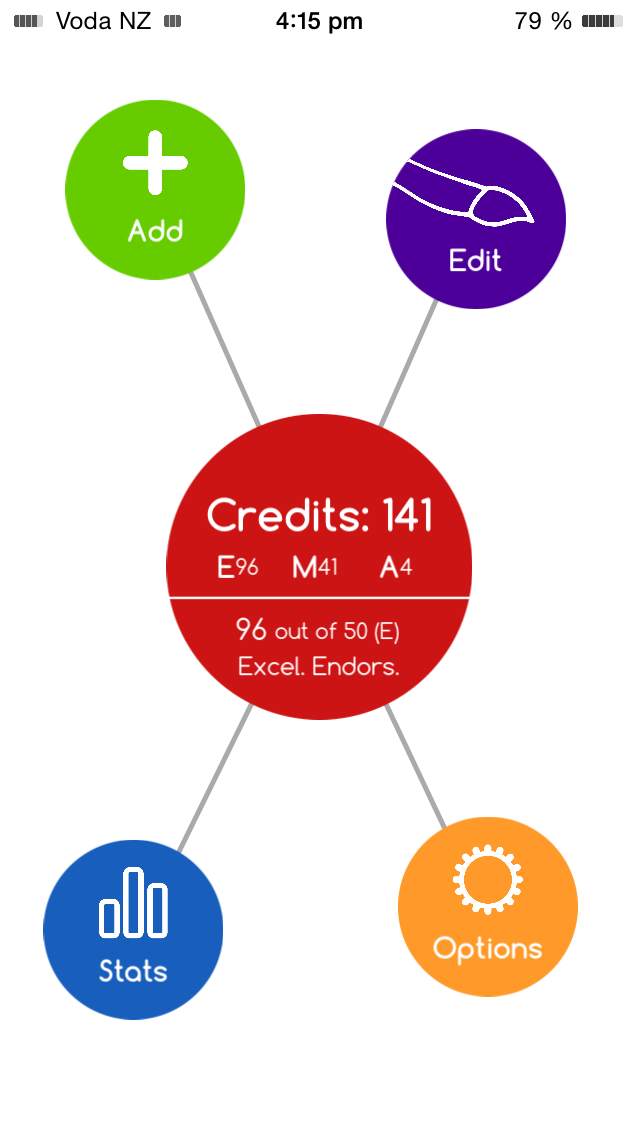 Voda NZ 4:15 pm 79 %
Add
Edit
Credits: 141
E96 M41 A4
96 out of 50 (E)
Excel. Endors.
Stats
Options